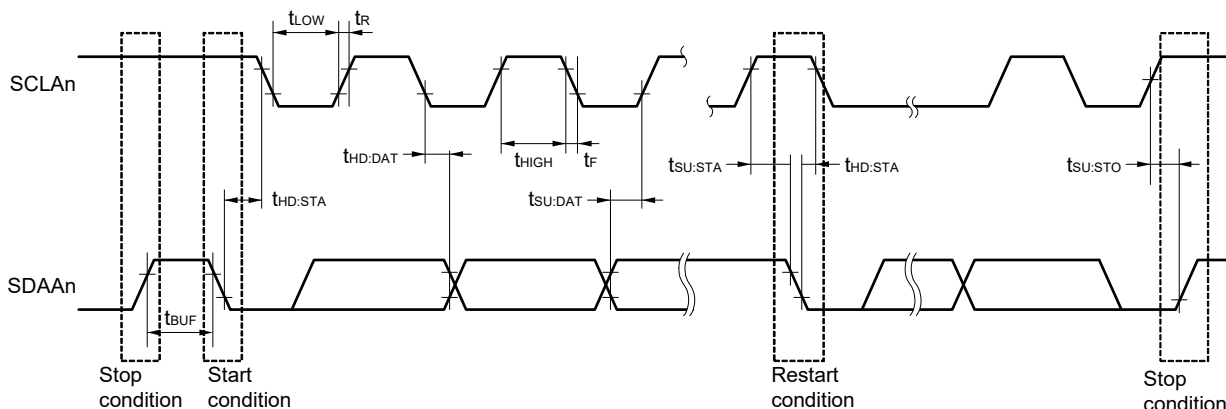 tLOW
tR
SCLAn
tHD:DAT
tHIGH
tF
tSU:STA
tHD:STA
tSU:STO
tHD:STA
tSU:DAT
SDAAn
tBUF
Stop
condition
Start
condition
Restart
condition
Stop
condition